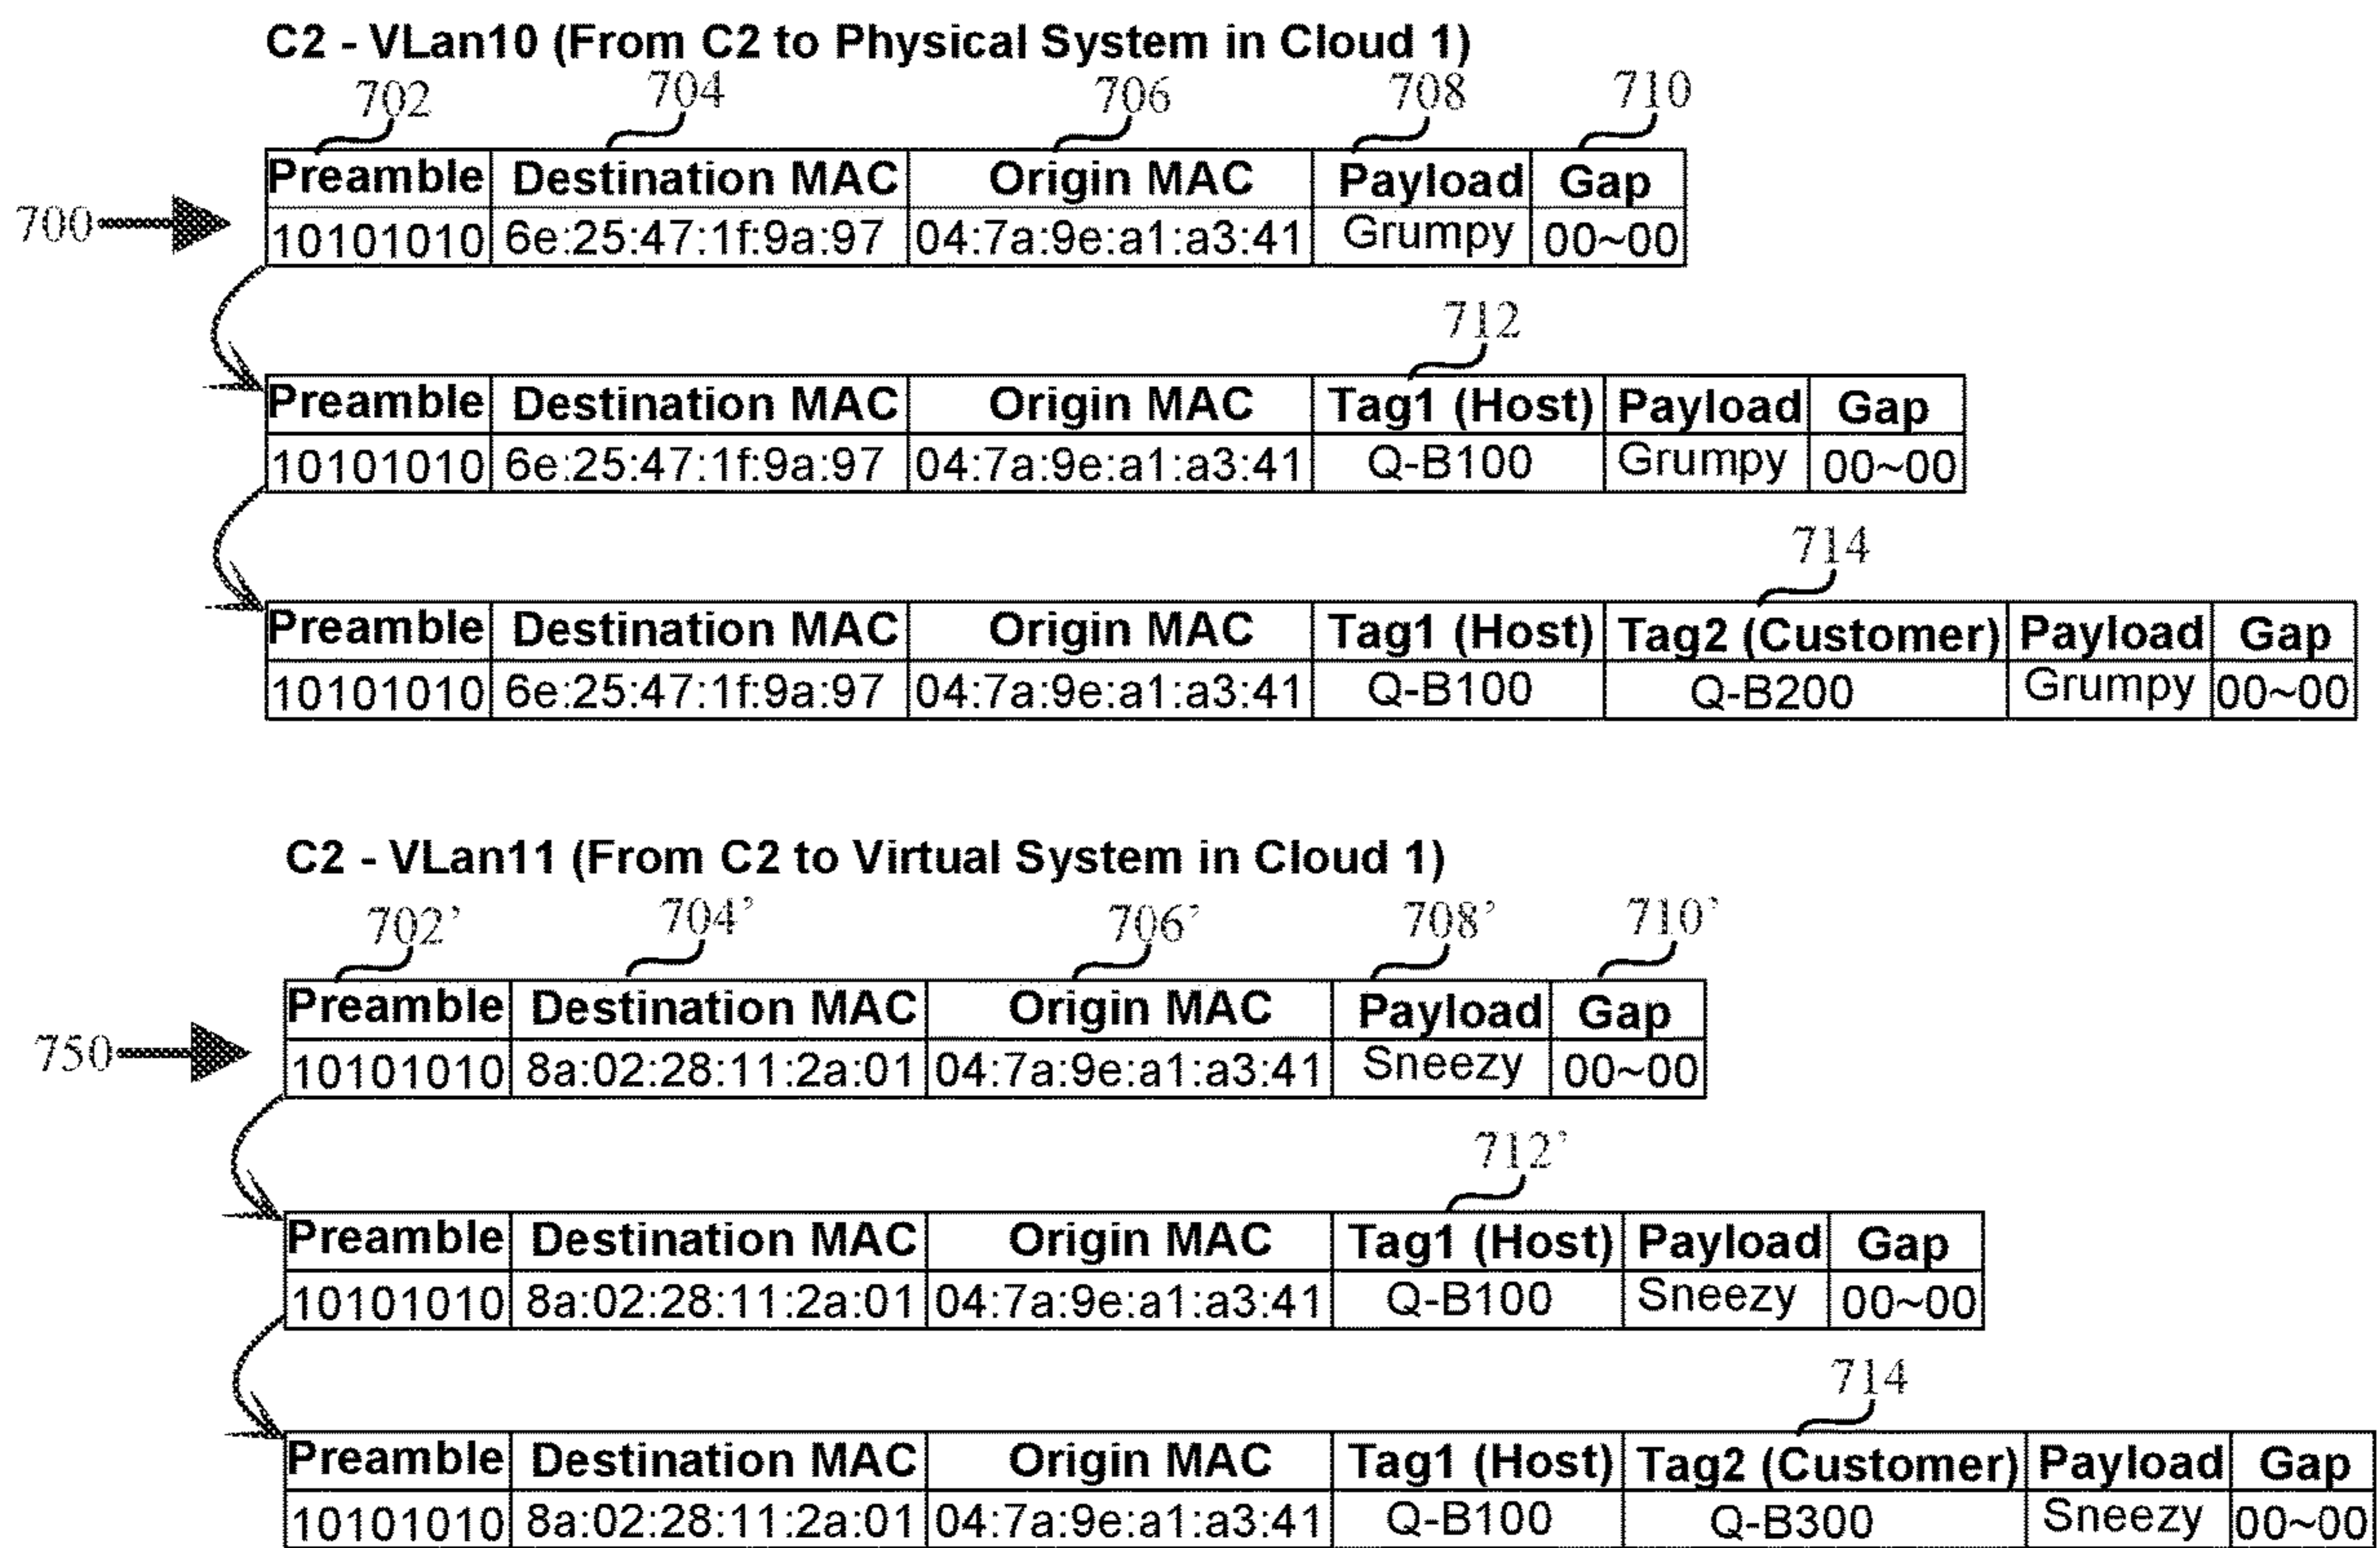 C2 - VLan10 (From C2 to Physical System in Cloud 1)
702 704 706 708 710
Preamble Destination MAC Origin MAC Payload Gap
700 10101010 6e:25:47:1f:9a:97 04:7a:9e:a1:a3:41 Grumpy 00~00
712
Preamble Destination MAC Origin MAC Tag1 (Host) Payload Gap
10101010 6e:25:47:1f:9a:97 04:7a:9e:a1:a3:41 Q-B100 Grumpy 00~00
714
Preamble Destination MAC Origin MAC Tag1 (Host) Tag2 (Customer) Payload Gap
10101010 6e:25:47:1f:9a:97 04:7a:9e:a1:a3:41 Q-B100 Q-B200 Grumpy 00~00
C2 - VLan11 (From C2 to Virtual System in Cloud 1)
702’ 704’ 706’ 708’ 710’
Preamble Destination MAC Origin MAC Payload Gap
750 10101010 8a:02:28:11:2a:01 04:7a:9e:a1:a3:41 Sneezy 00~00
712’
Preamble Destination MAC Origin MAC Tag1 (Host) Payload Gap
10101010 8a:02:28:11:2a:01 04:7a:9e:a1:a3:41 Q-B100 Sneezy 00~00
714
Preamble Destination MAC Origin MAC Tag1 (Host) Tag2 (Customer) Payload Gap
10101010 8a:02:28:11:2a:01 04:7a:9e:a1:a3:41 Q-B100 Q-B300 Sneezy 00~00